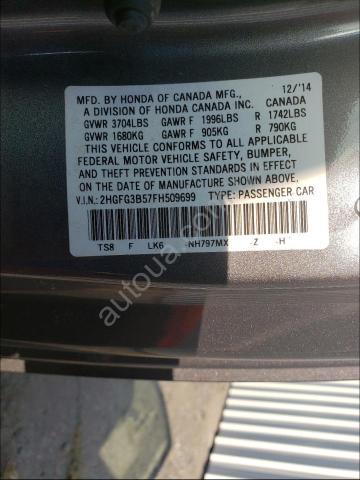 MFD. BY HONDA OF CANADA MFG., 12/'14
A DIVISION OF HONDA CANADA INC. CANADA
GVWR 3704LBS GAWR F 1996LBS R 1742LBS
GVWR 1680KG GAWR F 905KG R 790KG
THIS VEHICLE CONFORMS TO ALL APPLICABLE
FEDERAL MOTOR VEHICLE SAFETY, BUMPER,
AND THEFT PREVENTION STANDARDS IN EFFECT
ON THE DATE OF MANUFACTURE SHOWN ABOVE.
V.I.N.: 2HGFG3B57FH509699 TYPE: PASSENGER CAR
TS8 F LK6 -NH797MX -Z -H
autoua.com